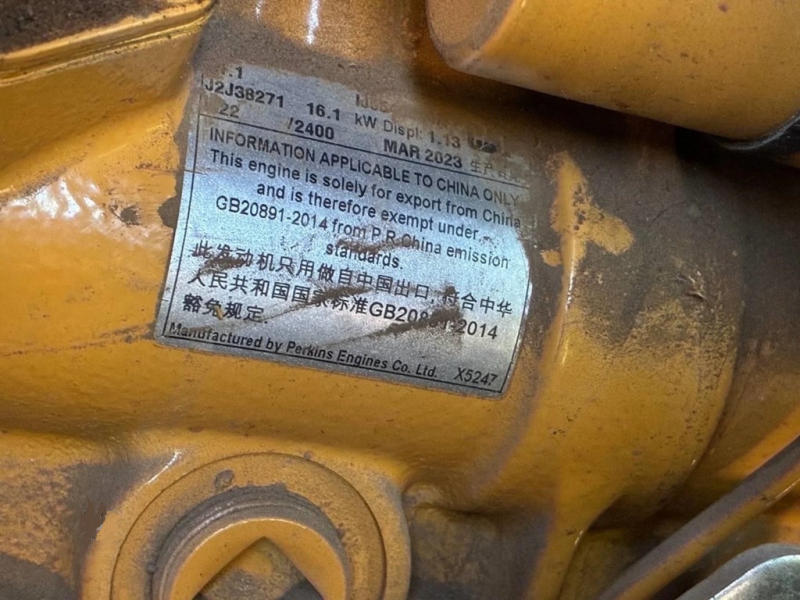 .1
J2J38271 16.1 kW Displ: 1.13
22 /2400 MAR 2023 生产
INFORMATION APPLICABLE TO CHINA ONLY
This engine is solely for export from China
and is therefore exempt under
GB20891-2014 from P.R.China emission
standards.
此发动机只用做自中国出口, 符合中华
人民共和国国家标准GB20891-2014
豁免规定.
Manufactured by Perkins Engines Co. Ltd. X5247